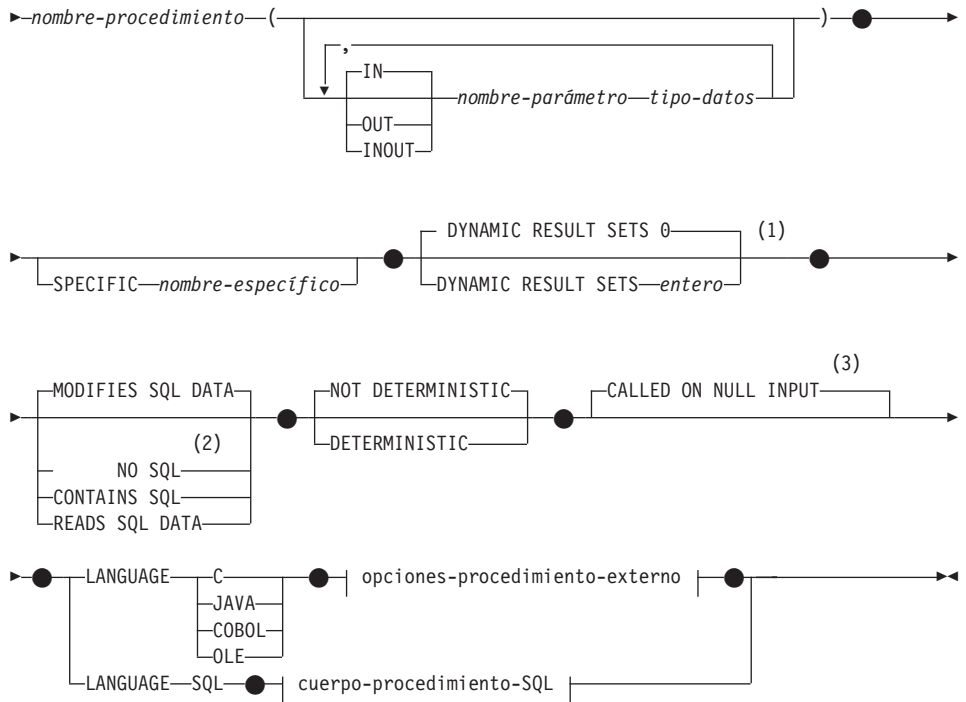 nombre-procedimiento ( )
,
IN
nombre-parámetro tipo-datos
OUT
INOUT
DYNAMIC RESULT SETS 0 (1)
SPECIFIC nombre-específico DYNAMIC RESULT SETS entero
(3)
MODIFIES SQL DATA NOT DETERMINISTIC CALLED ON NULL INPUT
(2) DETERMINISTIC
NO SQL
CONTAINS SQL
READS SQL DATA
LANGUAGE C opciones-procedimiento-externo
JAVA
COBOL
OLE
LANGUAGE SQL cuerpo-procedimiento-SQL